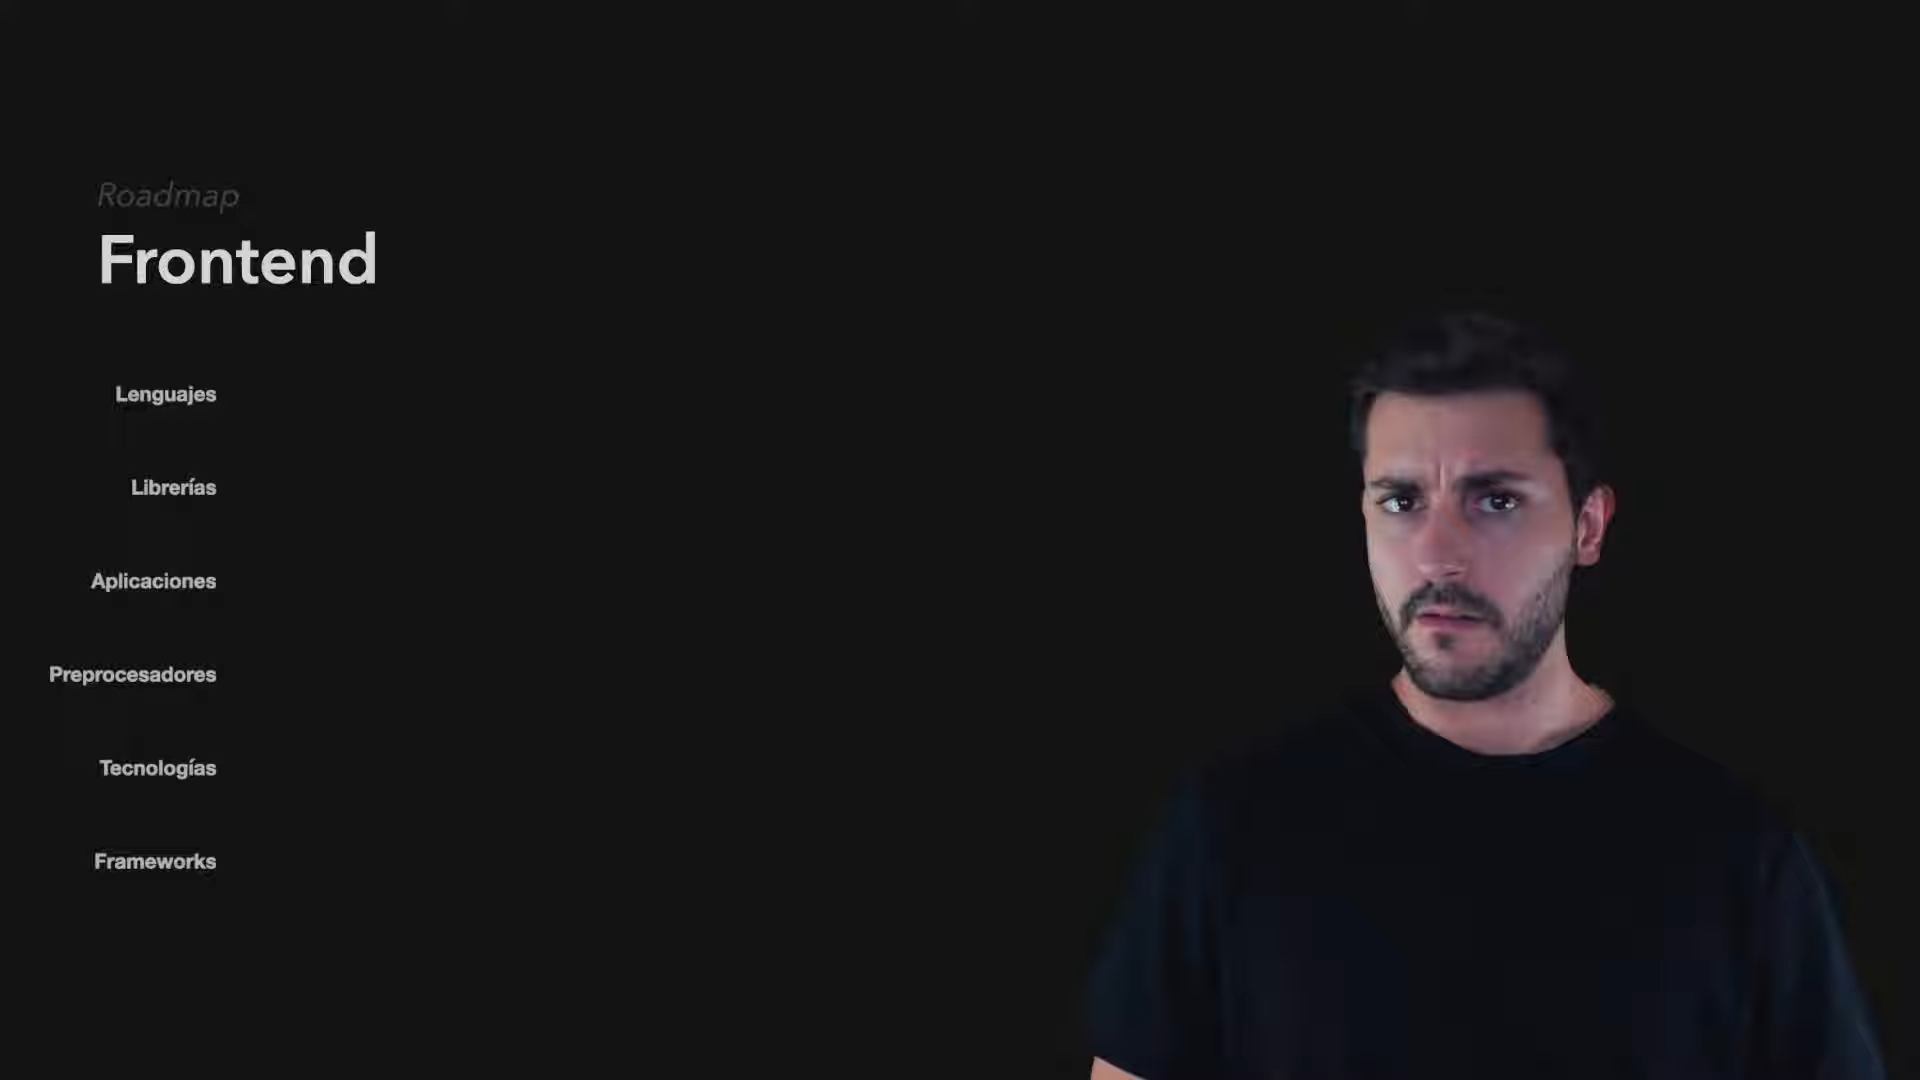 Roadmap
Frontend
Lenguajes
Librerías
Aplicaciones
Preprocesadores
Tecnologías
Frameworks